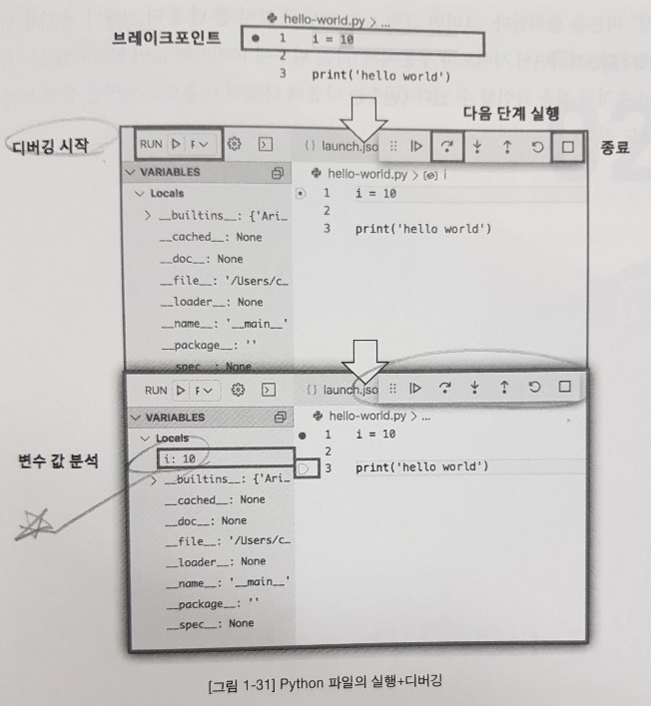 hello-world.py > ...
브레이크포인트
1 i = 10
2
3 print('hello world')
다음 단계 실행
디버깅 시작
종료
RUN
{} launch.jso
VARIABLES
hello-world.py > i
Locals
1 i = 10
2
3 print('hello world')
> __builtins__: {'Ari…
__cached__: None
__doc__: None
__file__: '/Users/c…
__loader__: None
__name__: '__main__'
__package__: ''
__spec__: None
RUN
{} launch.jso
VARIABLES
hello-world.py > ...
Locals
1 i = 10
2
3 print('hello world')
변수 값 분석
i: 10
> __builtins__: {'Ari…
__cached__: None
__doc__: None
__file__: '/Users/c…
__loader__: None
__name__: '__main__'
__package__: ''
__spec__: None
[그림 1-31] Python 파일의 실행+디버깅